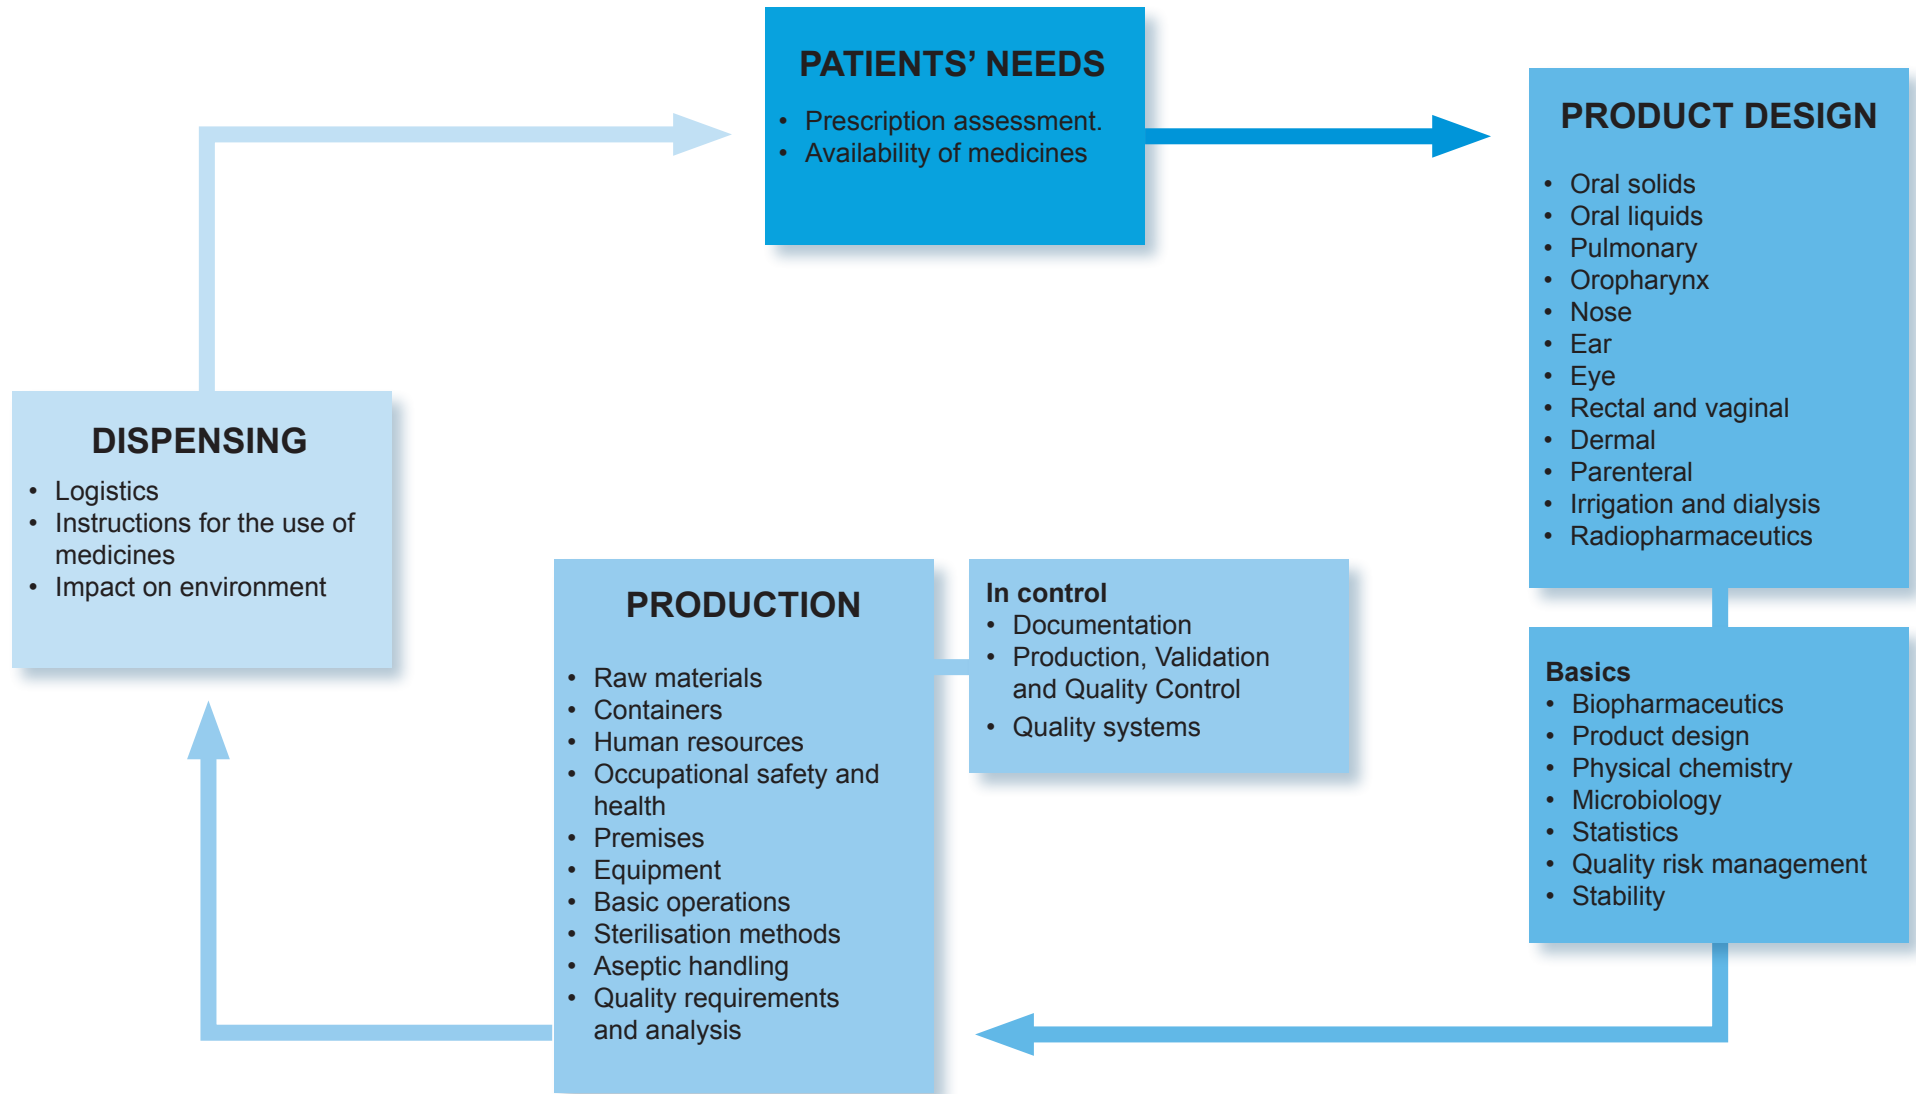 PATIENTS’ NEEDS
• Prescription assessment.
• Availability of medicines
PRODUCT DESIGN
• Oral solids
• Oral liquids
• Pulmonary
• Oropharynx
• Nose
• Ear
• Eye
• Rectal and vaginal
• Dermal
• Parenteral
• Irrigation and dialysis
• Radiopharmaceutics
Basics
• Biopharmaceutics
• Product design
• Physical chemistry
• Microbiology
• Statistics
• Quality risk management
• Stability
PRODUCTION
• Raw materials
• Containers
• Human resources
• Occupational safety and
health
• Premises
• Equipment
• Basic operations
• Sterilisation methods
• Aseptic handling
• Quality requirements
and analysis
In control
• Documentation
• Production, Validation
and Quality Control
• Quality systems
DISPENSING
• Logistics
• Instructions for the use of
medicines
• Impact on environment